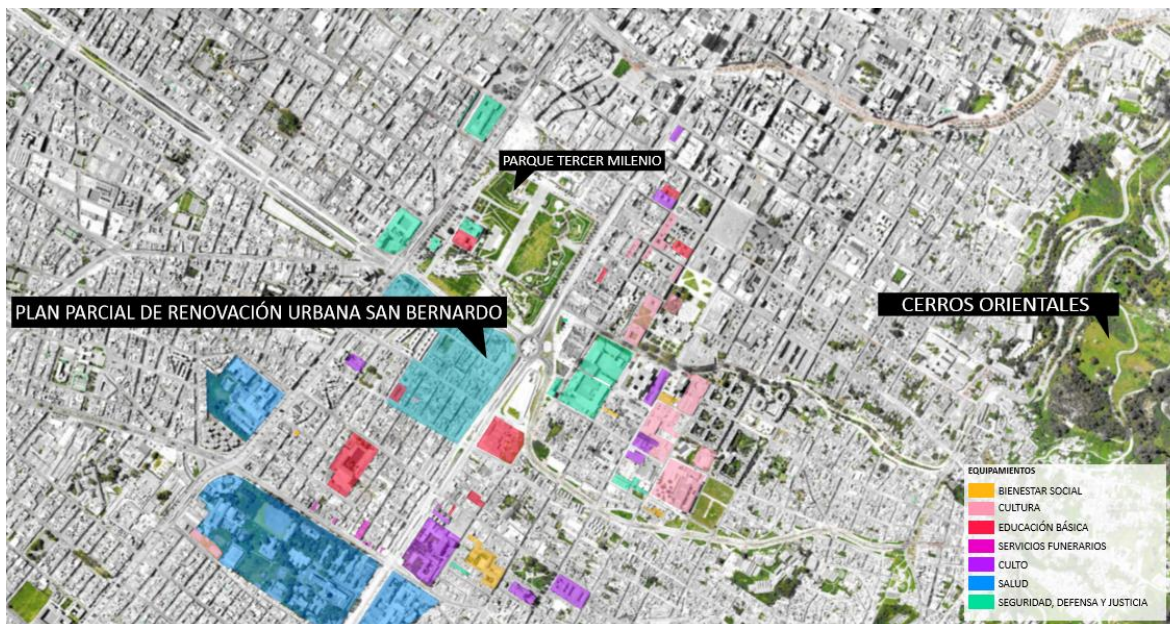 PARQUE TERCER MILENIO
PLAN PARCIAL DE RENOVACIÓN URBANA SAN BERNARDO
CERROS ORIENTALES
EQUIPAMIENTOS
BIENESTAR SOCIAL
CULTURA
EDUCACIÓN BÁSICA
SERVICIOS FUNERARIOS
CULTO
SALUD
SEGURIDAD, DEFENSA Y JUSTICIA